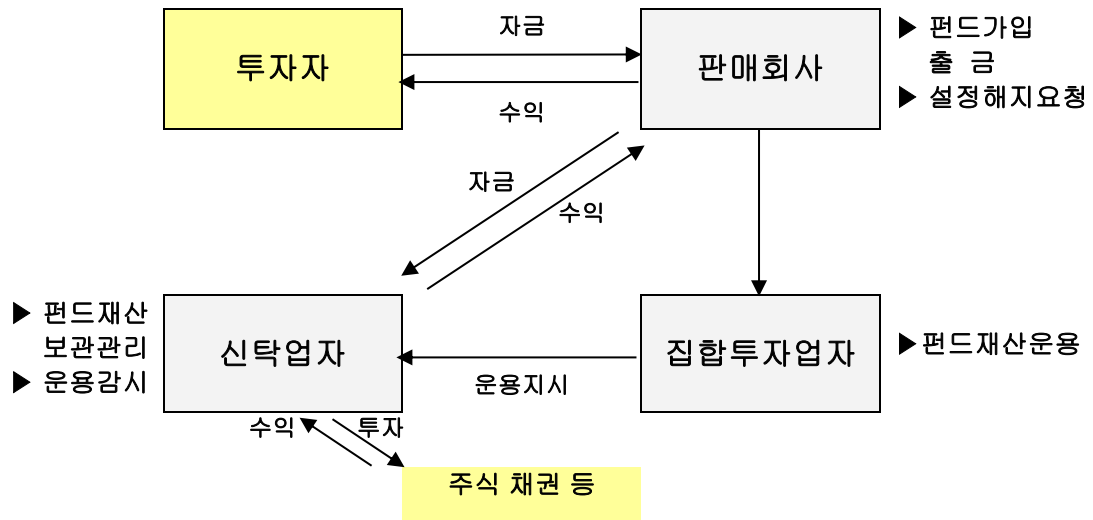 자금
투자자
판매회사
▶ 펀드가입
출 금
▶ 설정해지요청
수익
자금
수익
▶ 펀드재산
보관관리
▶ 운용감시
신탁업자
집합투자업자
▶펀드재산운용
운용지시
수익
투자
주식 채권 등